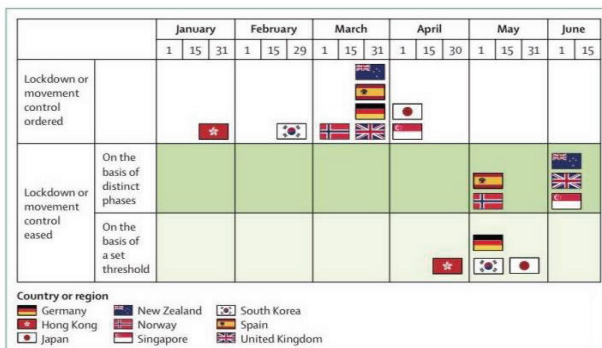 January February March April May June
1 15 31 1 15 29 1 15 31 1 15 30 1 15 31 1 15
Lockdown or
movement
control
ordered
Lockdown or
movement
control
eased
On the
basis of
distinct
phases
On the
basis of
a set
threshold
Country or region
Germany New Zealand South Korea
Hong Kong Norway Spain
Japan Singapore United Kingdom